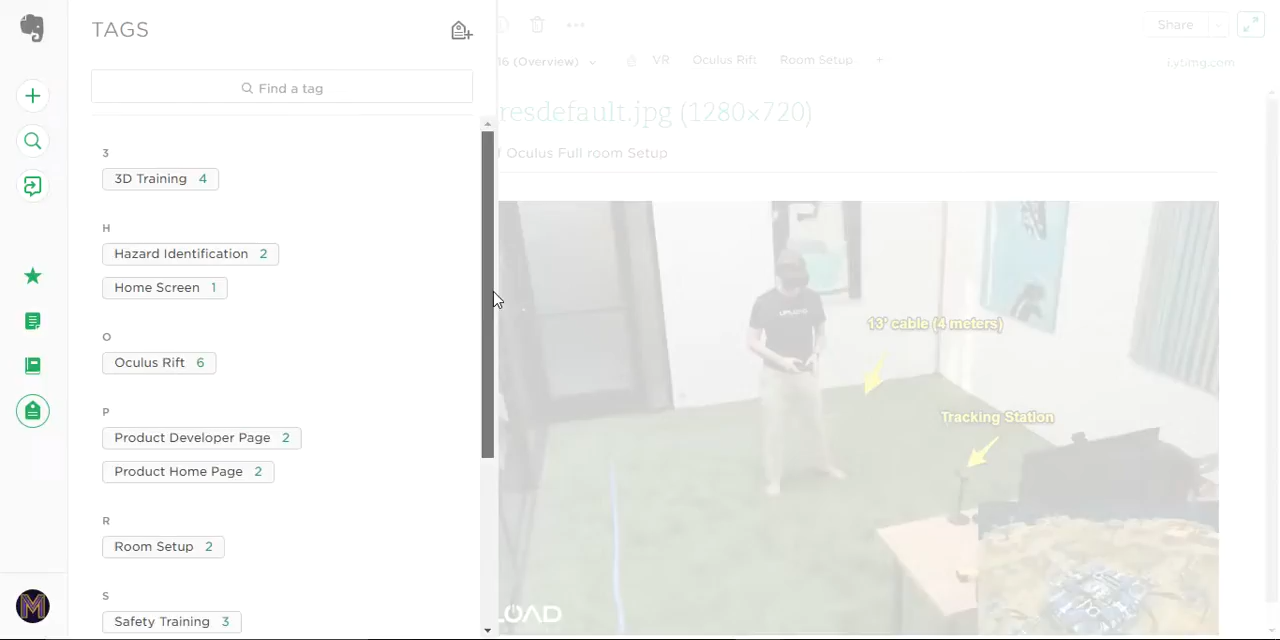 TAGS
Find a tag
3
3D Training 4
H
Hazard Identification 2
Home Screen 1
O
Oculus Rift 6
P
Product Developer Page 2
Product Home Page 2
R
Room Setup 2
S
Safety Training 3
Share
16 (Overview)
VR
Oculus Rift
Room Setup
+
i.ytimg.com
resdefault.jpg (1280×720)
Oculus Full room Setup
UPLOAD
13' cable (4 meters)
Tracking Station
LOAD
M